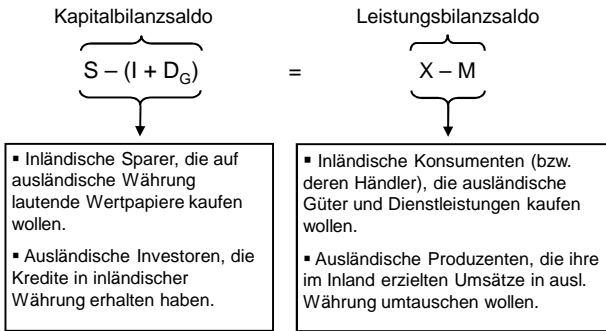 Kapitalbilanzsaldo
Leistungsbilanzsaldo
S – (I + D_G) = X – M
▪ Inländische Sparer, die auf
ausländische Währung
lautende Wertpapiere kaufen
wollen.
▪ Ausländische Investoren, die
Kredite in inländischer
Währung erhalten haben.
▪ Inländische Konsumenten (bzw.
deren Händler), die ausländische
Güter und Dienstleistungen kaufen
wollen.
▪ Ausländische Produzenten, die ihre
im Inland erzielten Umsätze in ausl.
Währung umtauschen wollen.